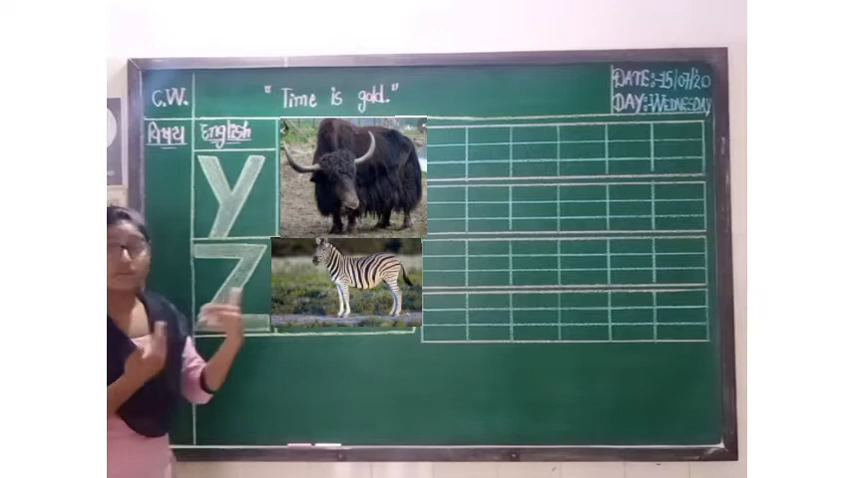 C.W.
"Time is gold."
DATE:-15/07/'20
DAY:-WEDNESDAY
विषय
English
Y
Z